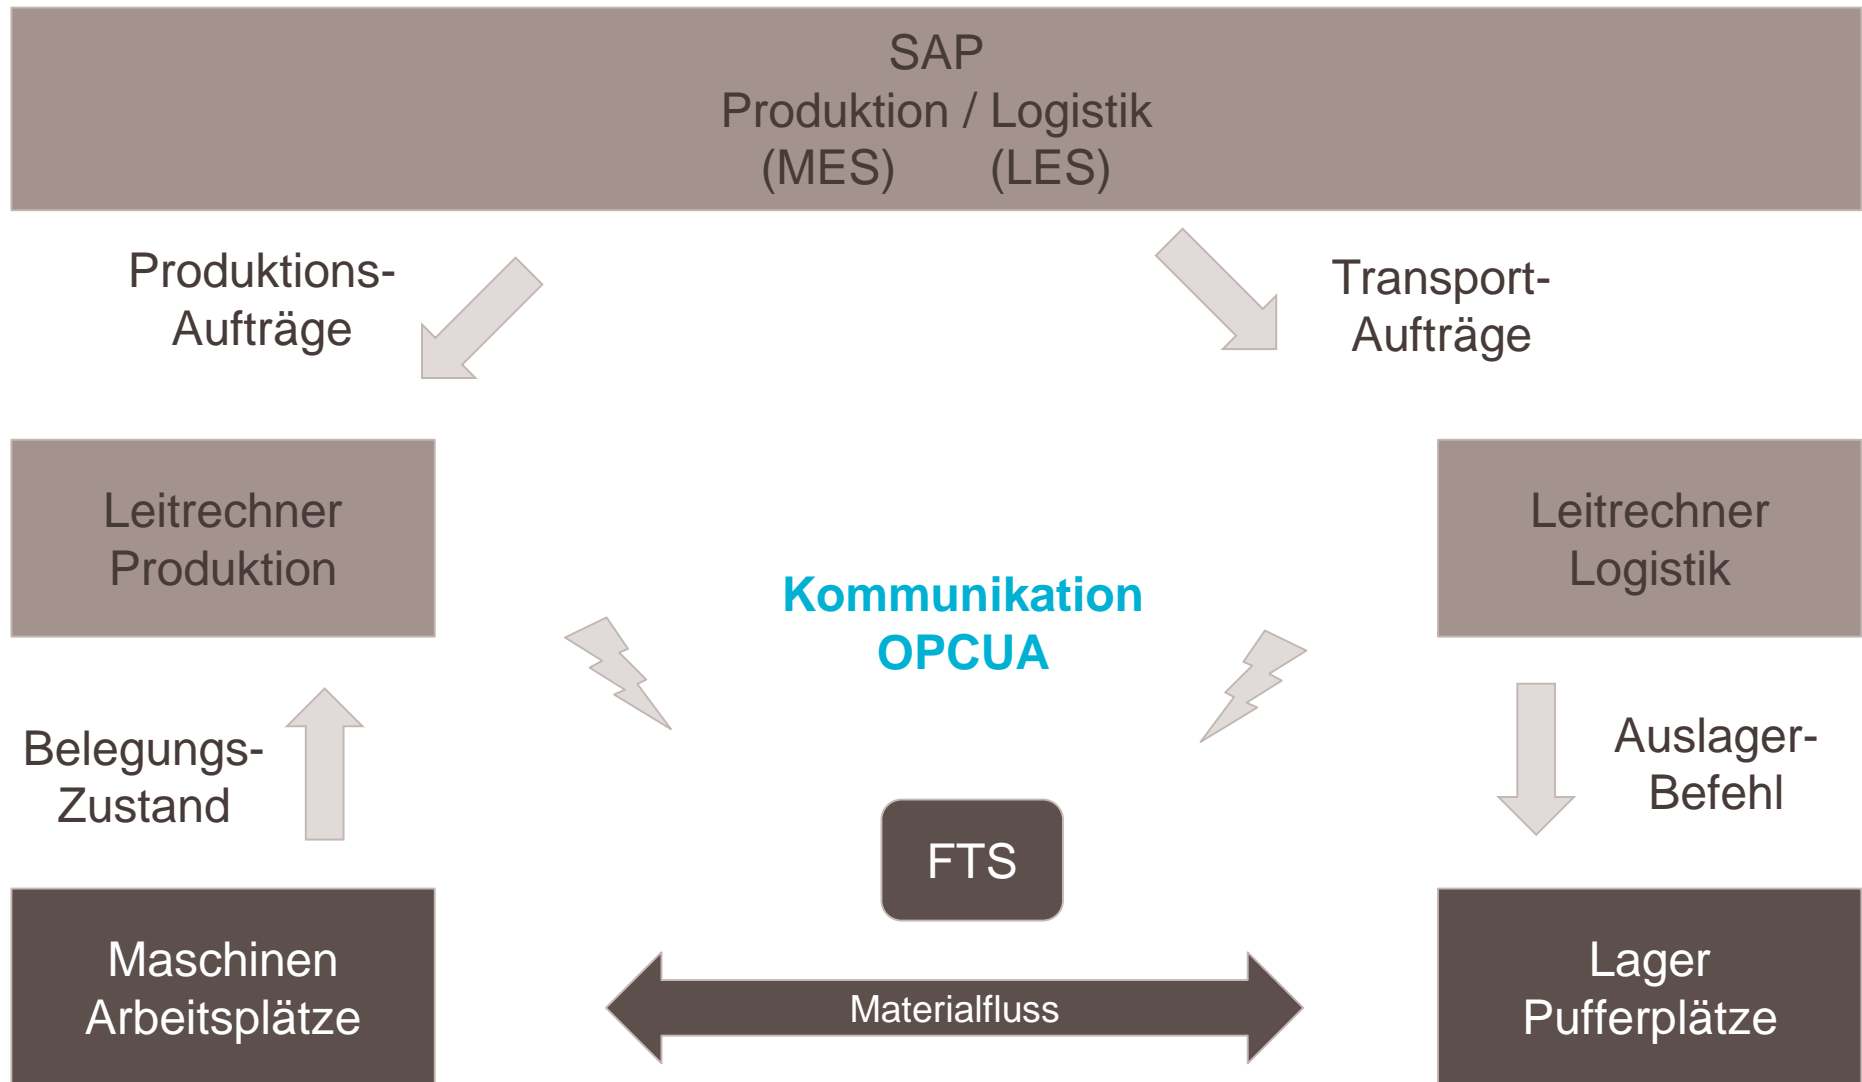 SAP
Produktion / Logistik
(MES) (LES)
Produktions-
Aufträge
Transport-
Aufträge
Leitrechner
Produktion
Leitrechner
Logistik
Kommunikation
OPCUA
Belegungs-
Zustand
Auslager-
Befehl
FTS
Maschinen
Arbeitsplätze
Materialfluss
Lager
Pufferplätze